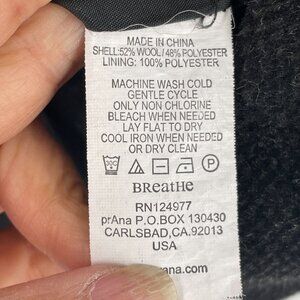 MADE IN CHINA
SHELL:52% WOOL/48% POLYESTER
LINING: 100% POLYESTER
MACHINE WASH COLD
GENTLE CYCLE
ONLY NON CHLORINE
BLEACH WHEN NEEDED
LAY FLAT TO DRY
COOL IRON WHEN NEEDED
OR DRY CLEAN
BReatHe
RN124977
prAna P.O.BOX 130430
CARLSBAD,CA.92013
USA
ana.com